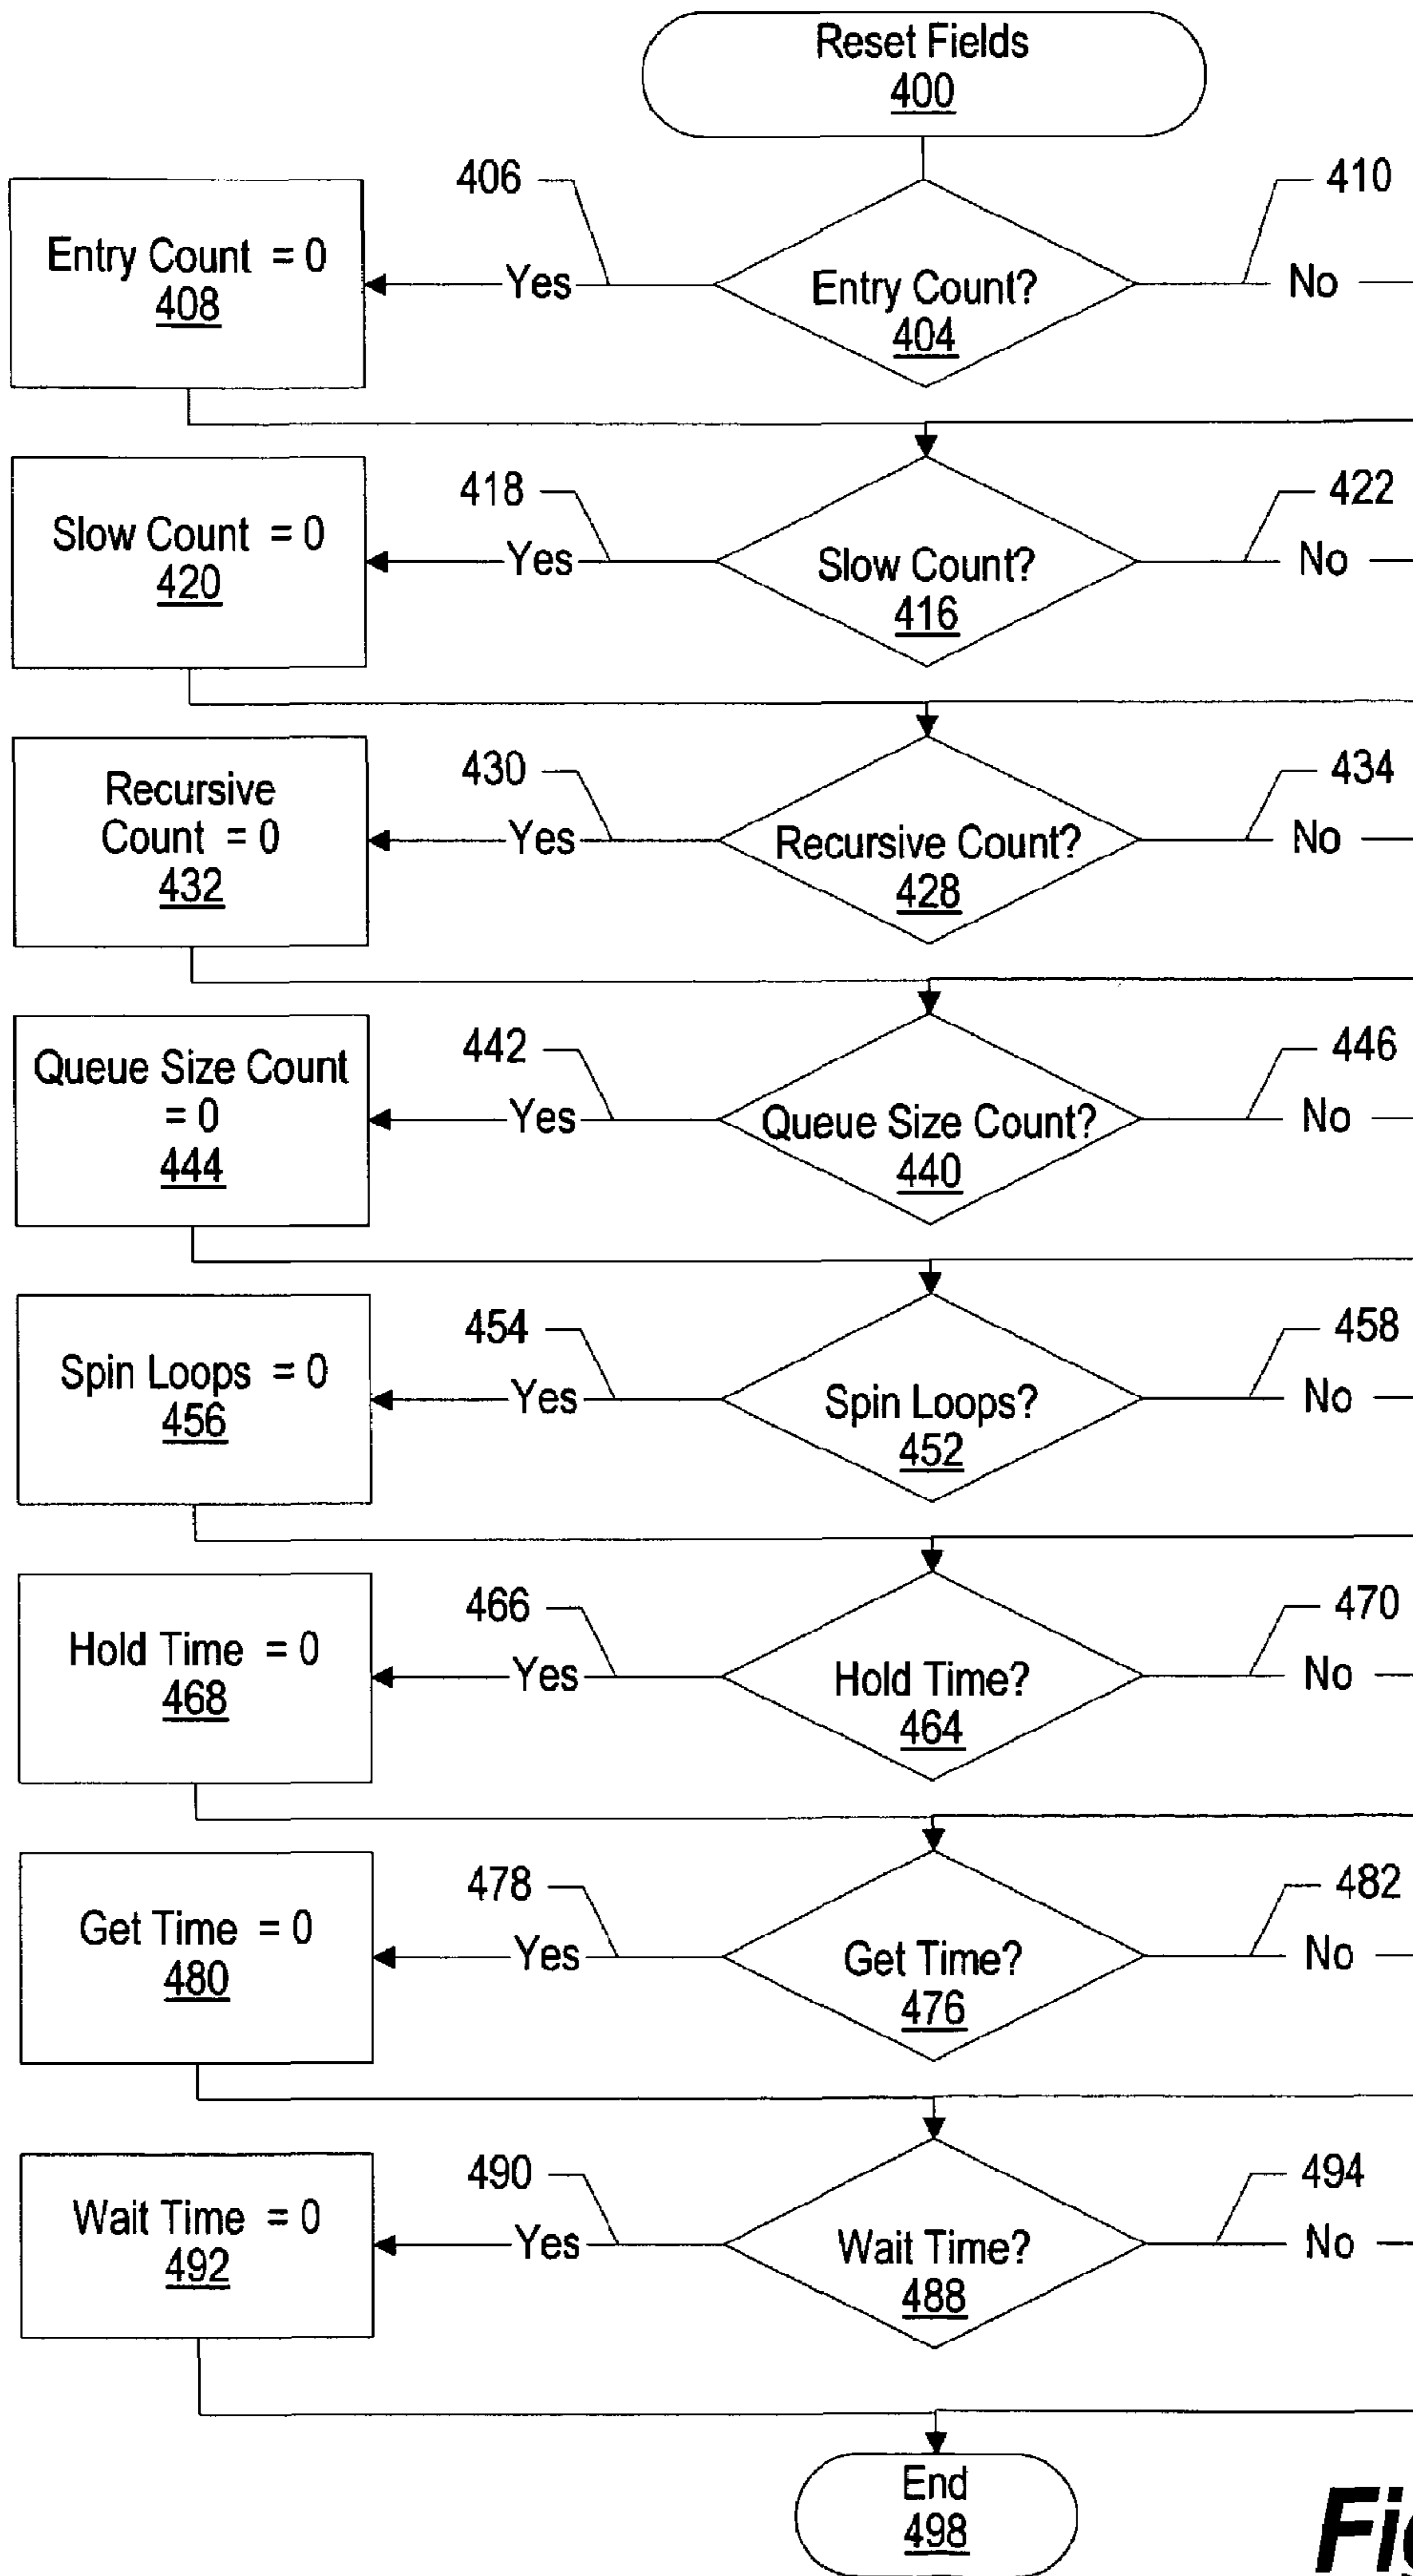 Reset Fields
400
406
410
Entry Count = 0
408
Yes
Entry Count?
404
No
418
422
Slow Count = 0
420
Yes
Slow Count?
416
No
430
434
Recursive
Count = 0
432
Yes
Recursive Count?
428
No
442
446
Queue Size Count
= 0
444
Yes
Queue Size Count?
440
No
454
458
Spin Loops = 0
456
Yes
Spin Loops?
452
No
466
470
Hold Time = 0
468
Yes
Hold Time?
464
No
478
482
Get Time = 0
480
Yes
Get Time?
476
No
490
494
Wait Time = 0
492
Yes
Wait Time?
488
No
End
498